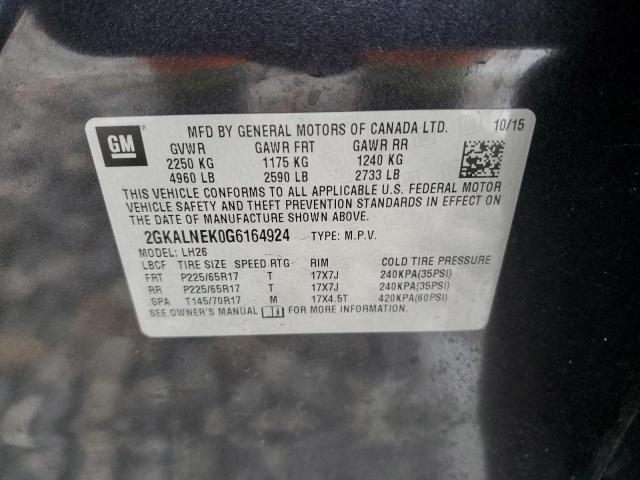 GM
MFD BY GENERAL MOTORS OF CANADA LTD. 10/15
GVWR GAWR FRT GAWR RR
2250 KG 1175 KG 1240 KG
4960 LB 2590 LB 2733 LB
THIS VEHICLE CONFORMS TO ALL APPLICABLE U.S. FEDERAL MOTOR
VEHICLE SAFETY AND THEFT PREVENTION STANDARDS IN EFFECT ON
THE DATE OF MANUFACTURE SHOWN ABOVE.
2GKALNEK0G6164924 TYPE: M.P.V.
MODEL: LH26
LBCF TIRE SIZE SPEED RTG RIM COLD TIRE PRESSURE
FRT P225/65R17 T 17X7J 240KPA(35PSI)
RR P225/65R17 T 17X7J 240KPA(35PSI)
SPA T145/70R17 M 17X4.5T 420KPA(60PSI)
SEE OWNER'S MANUAL FOR MORE INFORMATION.